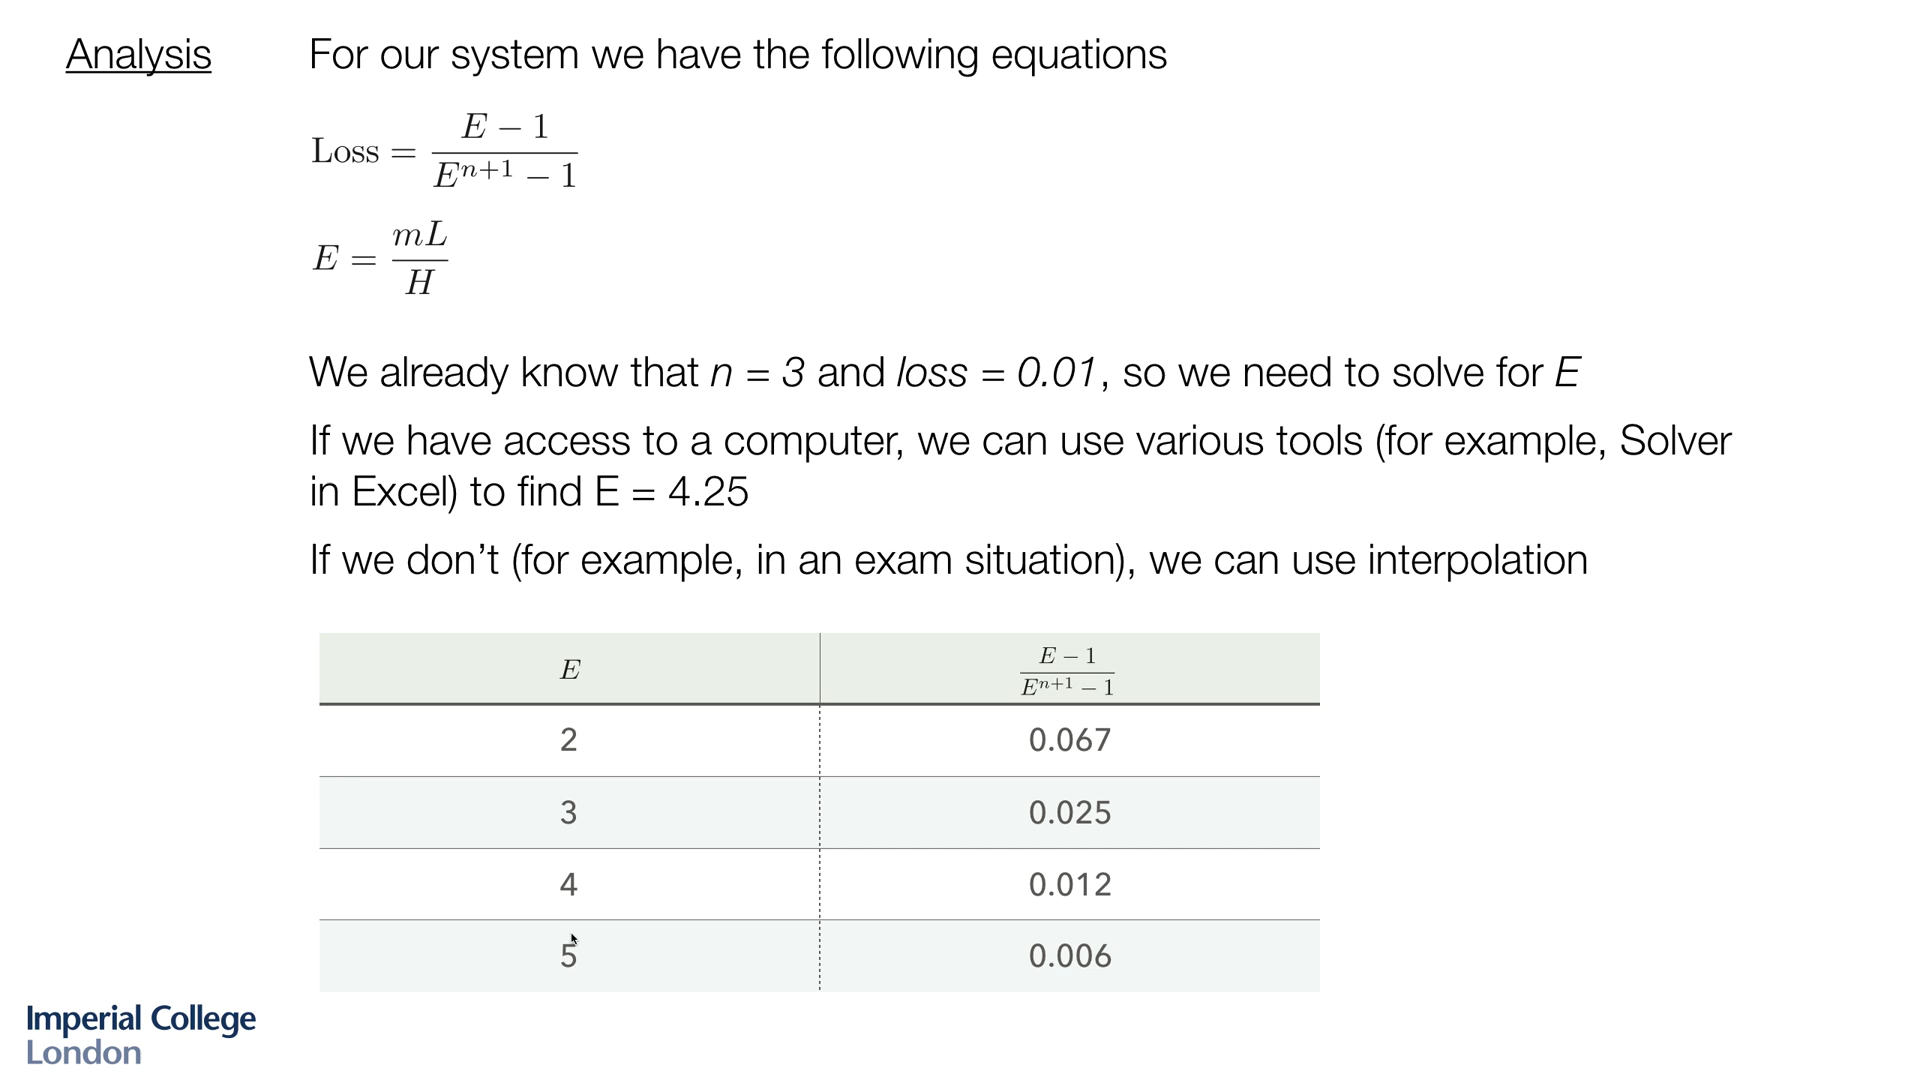 Analysis
For our system we have the following equations
Loss = \frac{E - 1}{E^{n+1} - 1}
E = \frac{mL}{H}
We already know that n = 3 and loss = 0.01, so we need to solve for E
If we have access to a computer, we can use various tools (for example, Solver
in Excel) to find E = 4.25
If we don't (for example, in an exam situation), we can use interpolation
E \frac{E - 1}{E^{n+1} - 1}
2 0.067
3 0.025
4 0.012
5 0.006
Imperial College
London